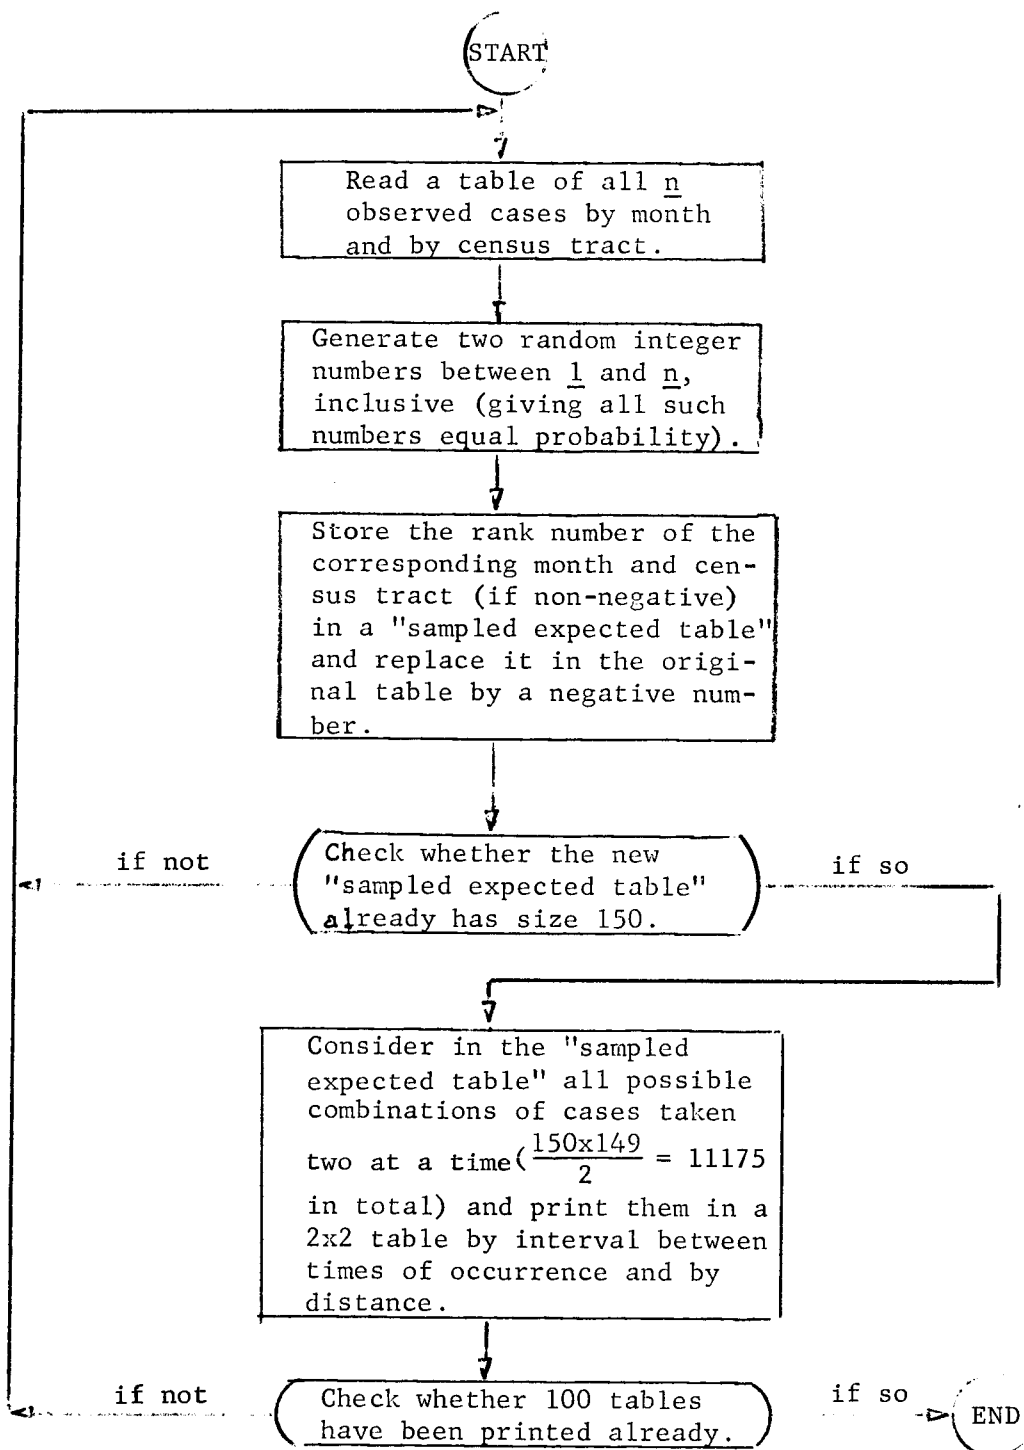 START
Read a table of all n
observed cases by month
and by census tract.
Generate two random integer
numbers between 1 and n,
inclusive (giving all such
numbers equal probability).
Store the rank number of the
corresponding month and cen-
sus tract (if non-negative)
in a "sampled expected table"
and replace it in the origi-
nal table by a negative num-
ber.
if not
Check whether the new
"sampled expected table"
already has size 150.
if so
Consider in the "sampled
expected table" all possible
combinations of cases taken
two at a time(150x149/2 = 11175
in total) and print them in a
2x2 table by interval between
times of occurrence and by
distance.
if not
Check whether 100 tables
have been printed already.
if so
END